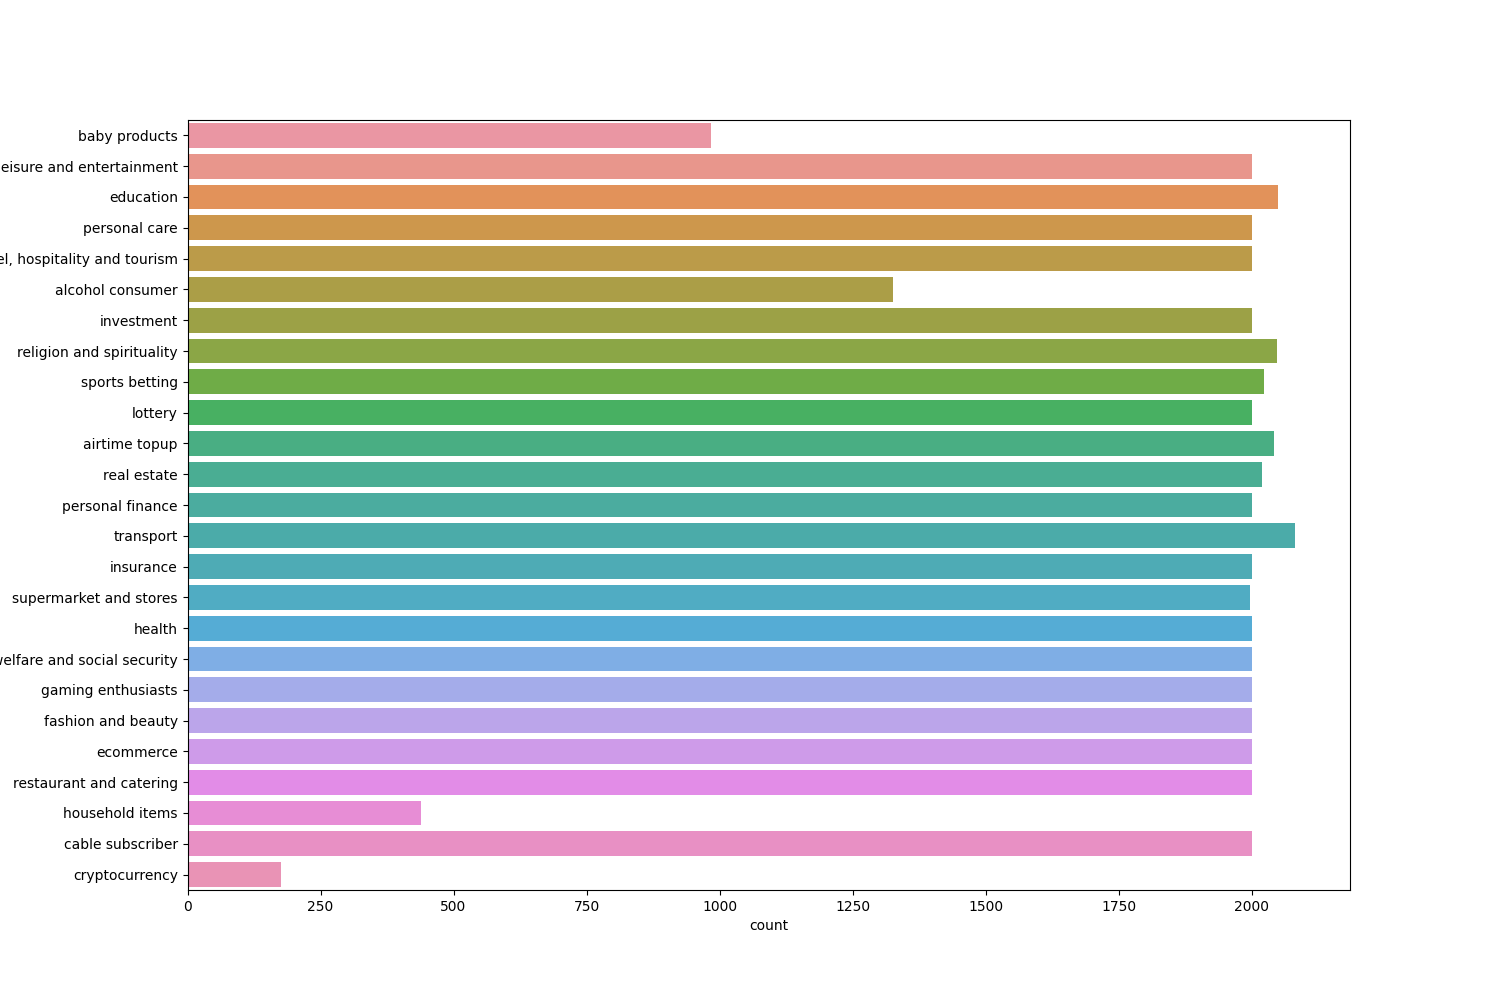 baby products
eisure and entertainment
education
personal care
el, hospitality and tourism
alcohol consumer
investment
religion and spirituality
sports betting
lottery
airtime topup
real estate
personal finance
transport
insurance
supermarket and stores
health
welfare and social security
gaming enthusiasts
fashion and beauty
ecommerce
restaurant and catering
household items
cable subscriber
cryptocurrency
0 250 500 750 1000 1250 1500 1750 2000
count